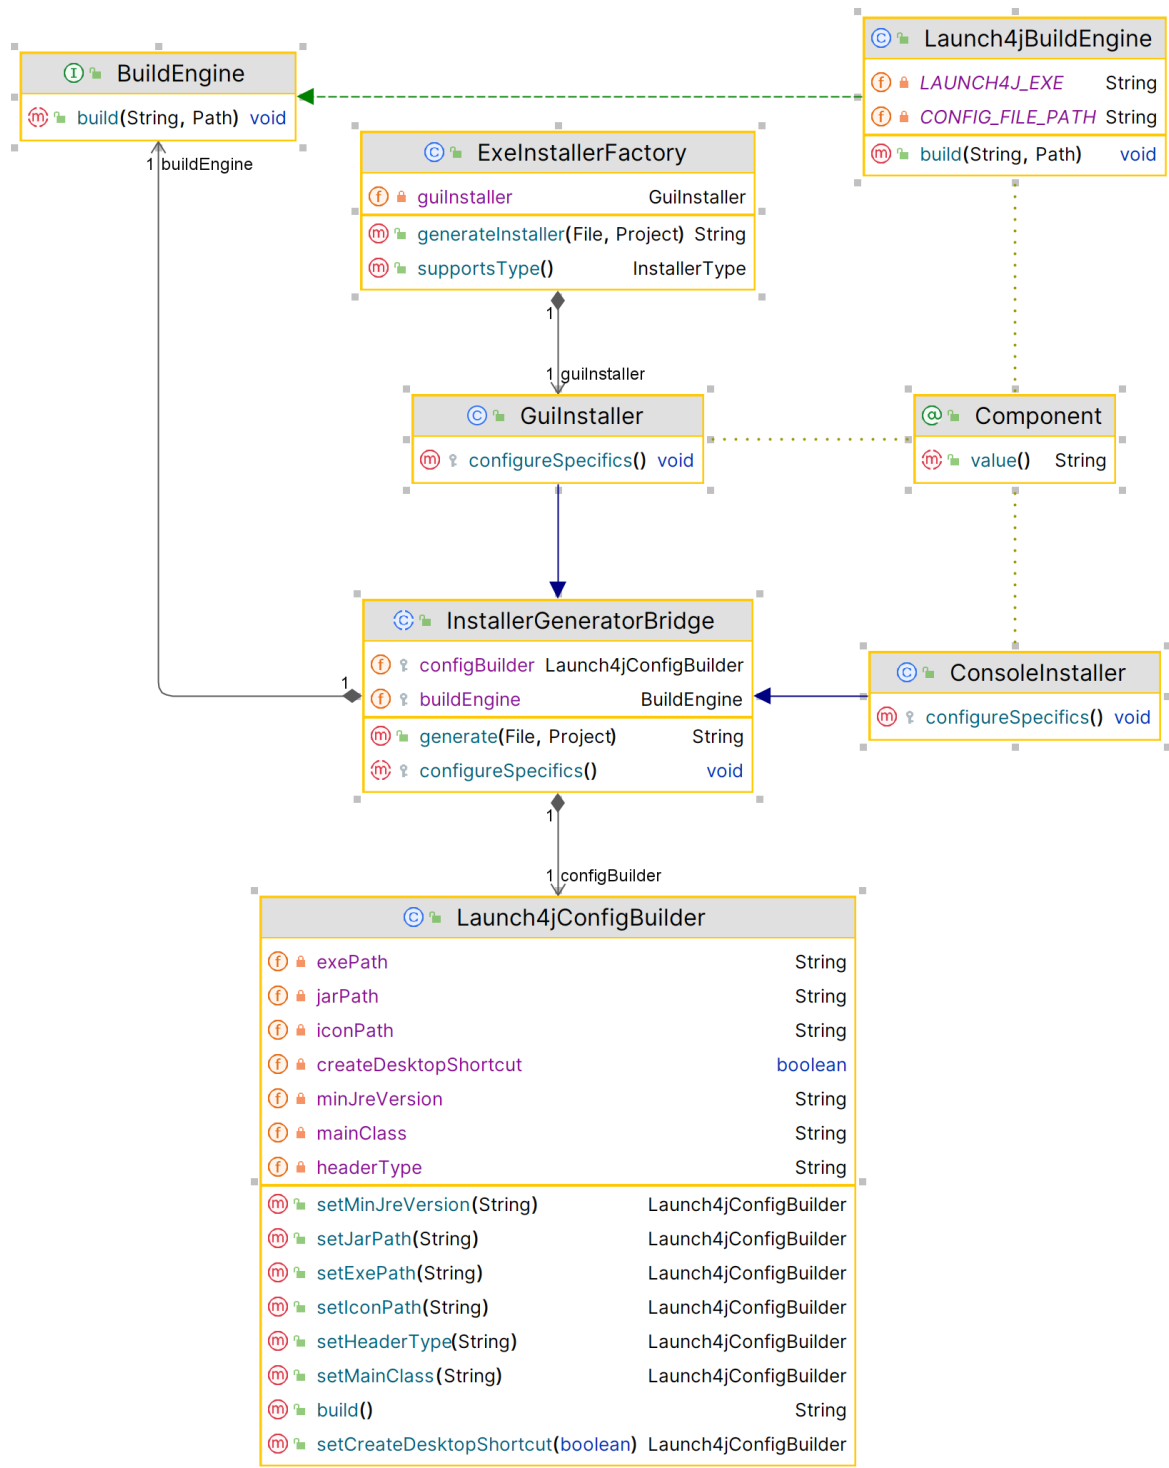 BuildEngine
build(String, Path) void
1 buildEngine
Launch4jBuildEngine
LAUNCH4J_EXE String
CONFIG_FILE_PATH String
build(String, Path) void
ExeInstallerFactory
guiInstaller GuiInstaller
generateInstaller(File, Project) String
supportsType() InstallerType
1
1 guiInstaller
GuiInstaller
configureSpecifics() void
Component
value() String
InstallerGeneratorBridge
configBuilder Launch4jConfigBuilder
buildEngine BuildEngine
generate(File, Project) String
configureSpecifics() void
1
ConsoleInstaller
configureSpecifics() void
1
1 configBuilder
Launch4jConfigBuilder
exePath String
jarPath String
iconPath String
createDesktopShortcut boolean
minJreVersion String
mainClass String
headerType String
setMinJreVersion(String) Launch4jConfigBuilder
setJarPath(String) Launch4jConfigBuilder
setExePath(String) Launch4jConfigBuilder
setIconPath(String) Launch4jConfigBuilder
setHeaderType(String) Launch4jConfigBuilder
setMainClass(String) Launch4jConfigBuilder
build() String
setCreateDesktopShortcut(boolean) Launch4jConfigBuilder